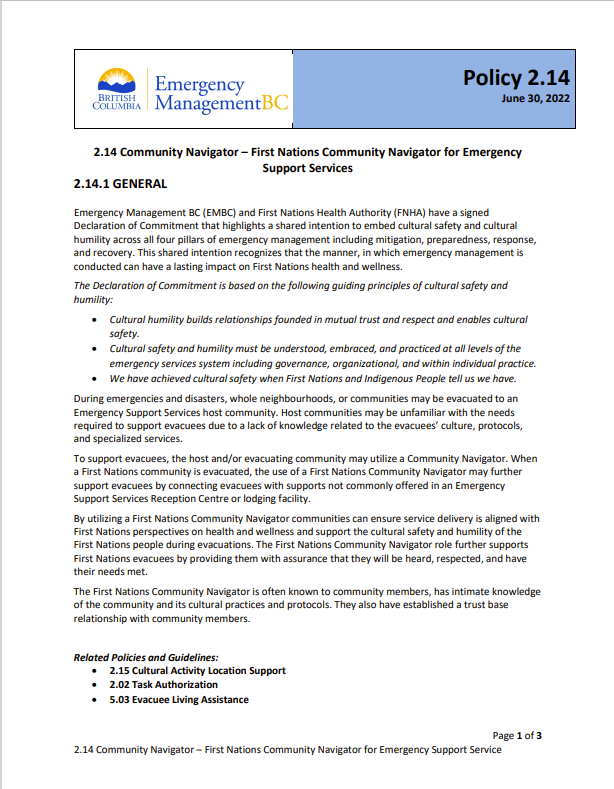 BRITISH
COLUMBIA
Emergency
ManagementBC
Policy 2.14
June 30, 2022
2.14 Community Navigator – First Nations Community Navigator for Emergency
Support Services
2.14.1 GENERAL
Emergency Management BC (EMBC) and First Nations Health Authority (FNHA) have a signed
Declaration of Commitment that highlights a shared intention to embed cultural safety and cultural
humility across all four pillars of emergency management including mitigation, preparedness, response,
and recovery. This shared intention recognizes that the manner, in which emergency management is
conducted can have a lasting impact on First Nations health and wellness.
The Declaration of Commitment is based on the following guiding principles of cultural safety and
humility:
• Cultural humility builds relationships founded in mutual trust and respect and enables cultural
safety.
• Cultural safety and humility must be understood, embraced, and practiced at all levels of the
emergency services system including governance, organizational, and within individual practice.
• We have achieved cultural safety when First Nations and Indigenous People tell us we have.
During emergencies and disasters, whole neighbourhoods, or communities may be evacuated to an
Emergency Support Services host community. Host communities may be unfamiliar with the needs
required to support evacuees due to a lack of knowledge related to the evacuees’ culture, protocols,
and specialized services.
To support evacuees, the host and/or evacuating community may utilize a Community Navigator. When
a First Nations community is evacuated, the use of a First Nations Community Navigator may further
support evacuees by connecting evacuees with supports not commonly offered in an Emergency
Support Services Reception Centre or lodging facility.
By utilizing a First Nations Community Navigator communities can ensure service delivery is aligned with
First Nations perspectives on health and wellness and support the cultural safety and humility of the
First Nations people during evacuations. The First Nations Community Navigator role further supports
First Nations evacuees by providing them with assurance that they will be heard, respected, and have
their needs met.
The First Nations Community Navigator is often known to community members, has intimate knowledge
of the community and its cultural practices and protocols. They also have established a trust base
relationship with community members.
Related Policies and Guidelines:
• 2.15 Cultural Activity Location Support
• 2.02 Task Authorization
• 5.03 Evacuee Living Assistance
Page 1 of 3
2.14 Community Navigator – First Nations Community Navigator for Emergency Support Service